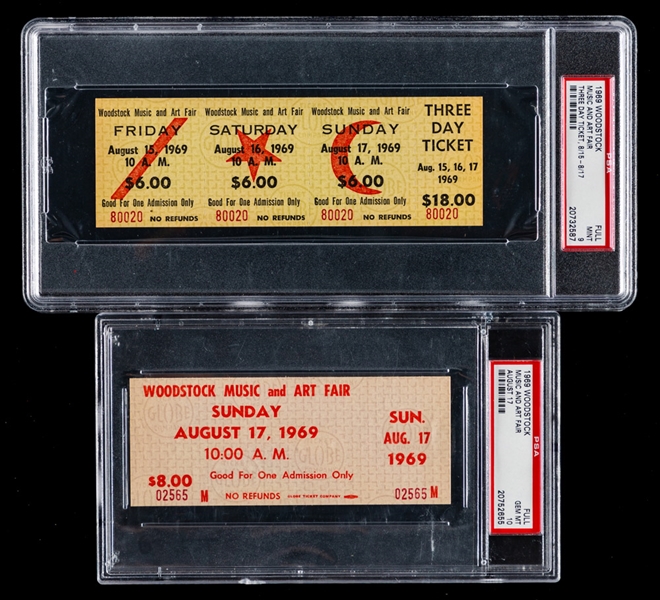 Woodstock Music and Art Fair
FRIDAY
August 15, 1969
10 A. M.
$6.00
Good For One Admission Only
80020 NO REFUNDS
Woodstock Music and Art Fair
SATURDAY
August 16, 1969
10 A. M.
$6.00
Good For One Admission Only
80020 NO REFUNDS
Woodstock Music and Art Fair
SUNDAY
August 17, 1969
10 A. M.
$6.00
Good For One Admission Only
80020 NO REFUNDS
THREE
DAY
TICKET
Aug. 15, 16, 17
1969
$18.00
80020
PSA
1969 WOODSTOCK
MUSIC AND ART FAIR
THREE DAY TICKET, 8/15-8/17
FULL
MINT
9
20732587
WOODSTOCK MUSIC and ART FAIR
SUNDAY
AUGUST 17, 1969
10:00 A. M.
Good For One Admission Only
$8.00
02565 M
NO REFUNDS
GLOBE TICKET COMPANY
SUN.
AUG. 17
1969
02565 M
GLOBE
PSA
1969 WOODSTOCK
MUSIC AND ART FAIR
AUGUST 17
FULL
GEM MT
10
20752655